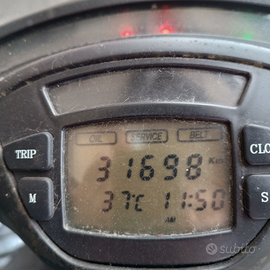 OIL SERVICE BELT
TRIP
CLO
31698 Km
M
37°C 11:50
S
AM
subito